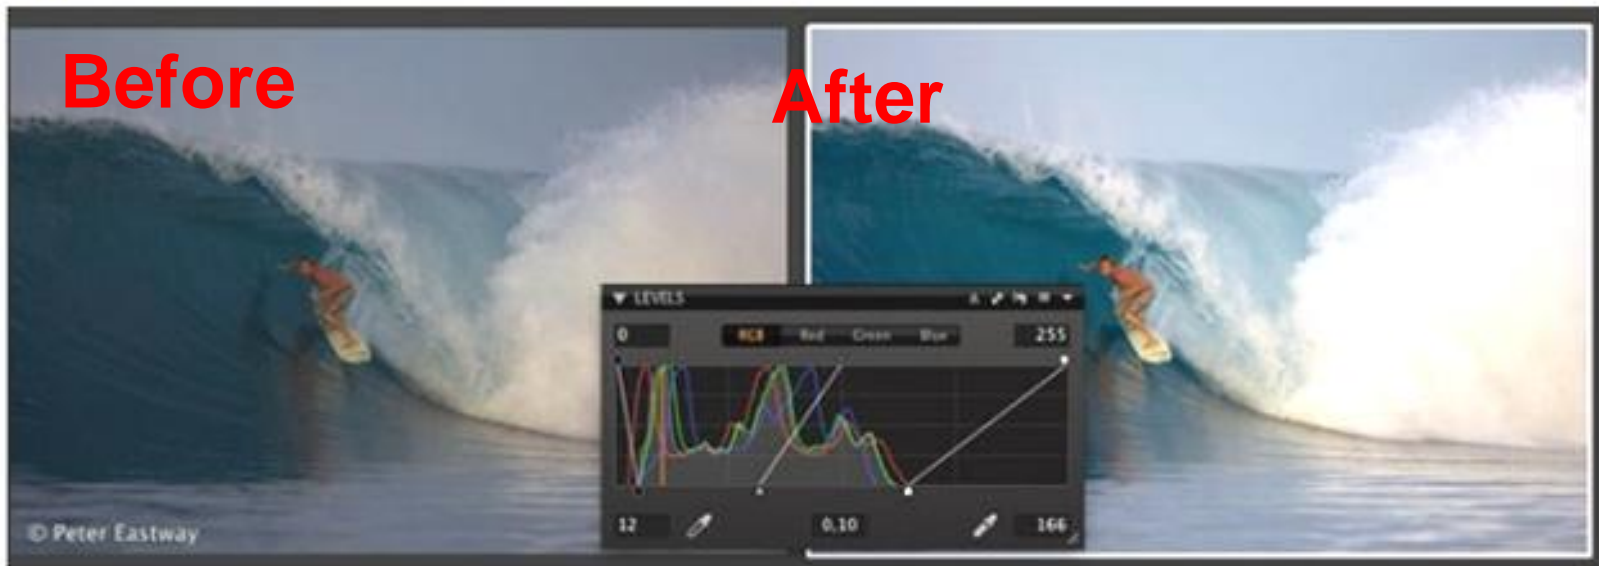 Before
After
LEVELS
0
RGB Red Green Blue
255
12
0,10
166
© Peter Eastway